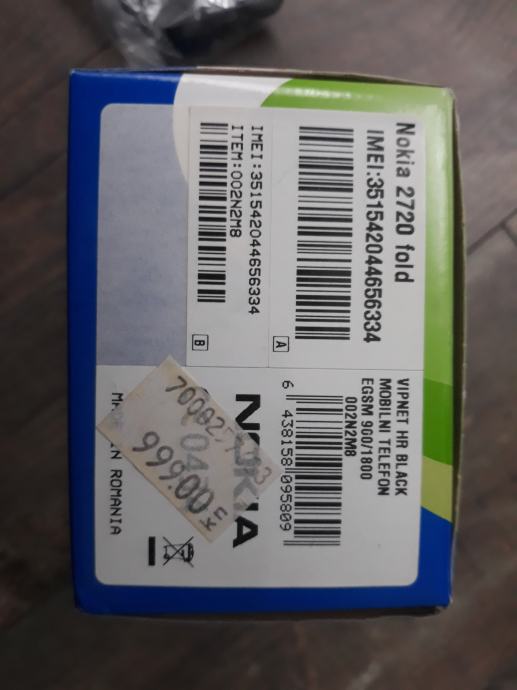 Nokia 2720 fold
IMEI:351542044656334
A
IMEI:351542044656334
ITEM:002N2M8
B
VIPNET HR BLACK
MOBILNI TELEFON
EGSM 900/1800
002N2M8
6 438158 095809
NOKIA
IN ROMANIA
999.00